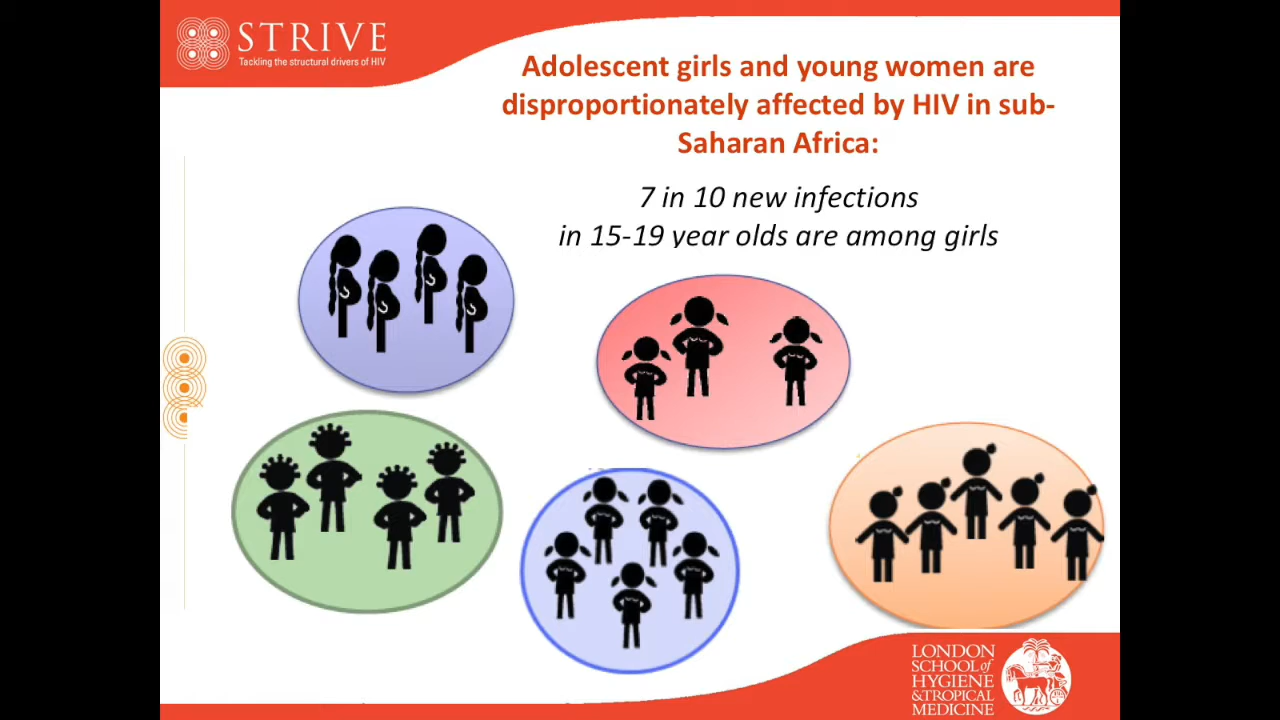 STRIVE
Tackling the structural drivers of HIV
Adolescent girls and young women are
disproportionately affected by HIV in sub-
Saharan Africa:
7 in 10 new infections
in 15-19 year olds are among girls
LONDON
SCHOOL of
HYGIENE
& TROPICAL
MEDICINE